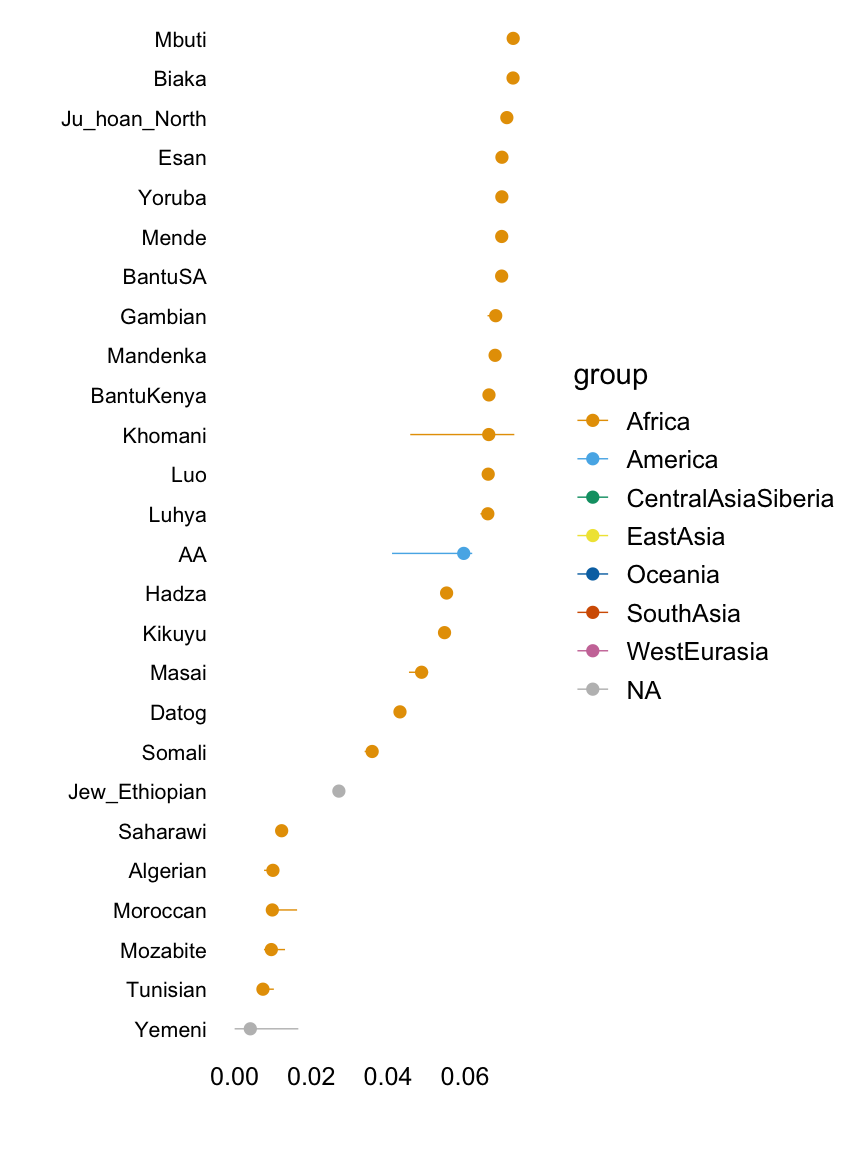 Mbuti
Biaka
Ju_hoan_North
Esan
Yoruba
Mende
BantuSA
Gambian
Mandenka
BantuKenya
Khomani
Luo
Luhya
AA
Hadza
Kikuyu
Masai
Datog
Somali
Jew_Ethiopian
Saharawi
Algerian
Moroccan
Mozabite
Tunisian
Yemeni
0.00 0.02 0.04 0.06
group
Africa
America
CentralAsiaSiberia
EastAsia
Oceania
SouthAsia
WestEurasia
NA